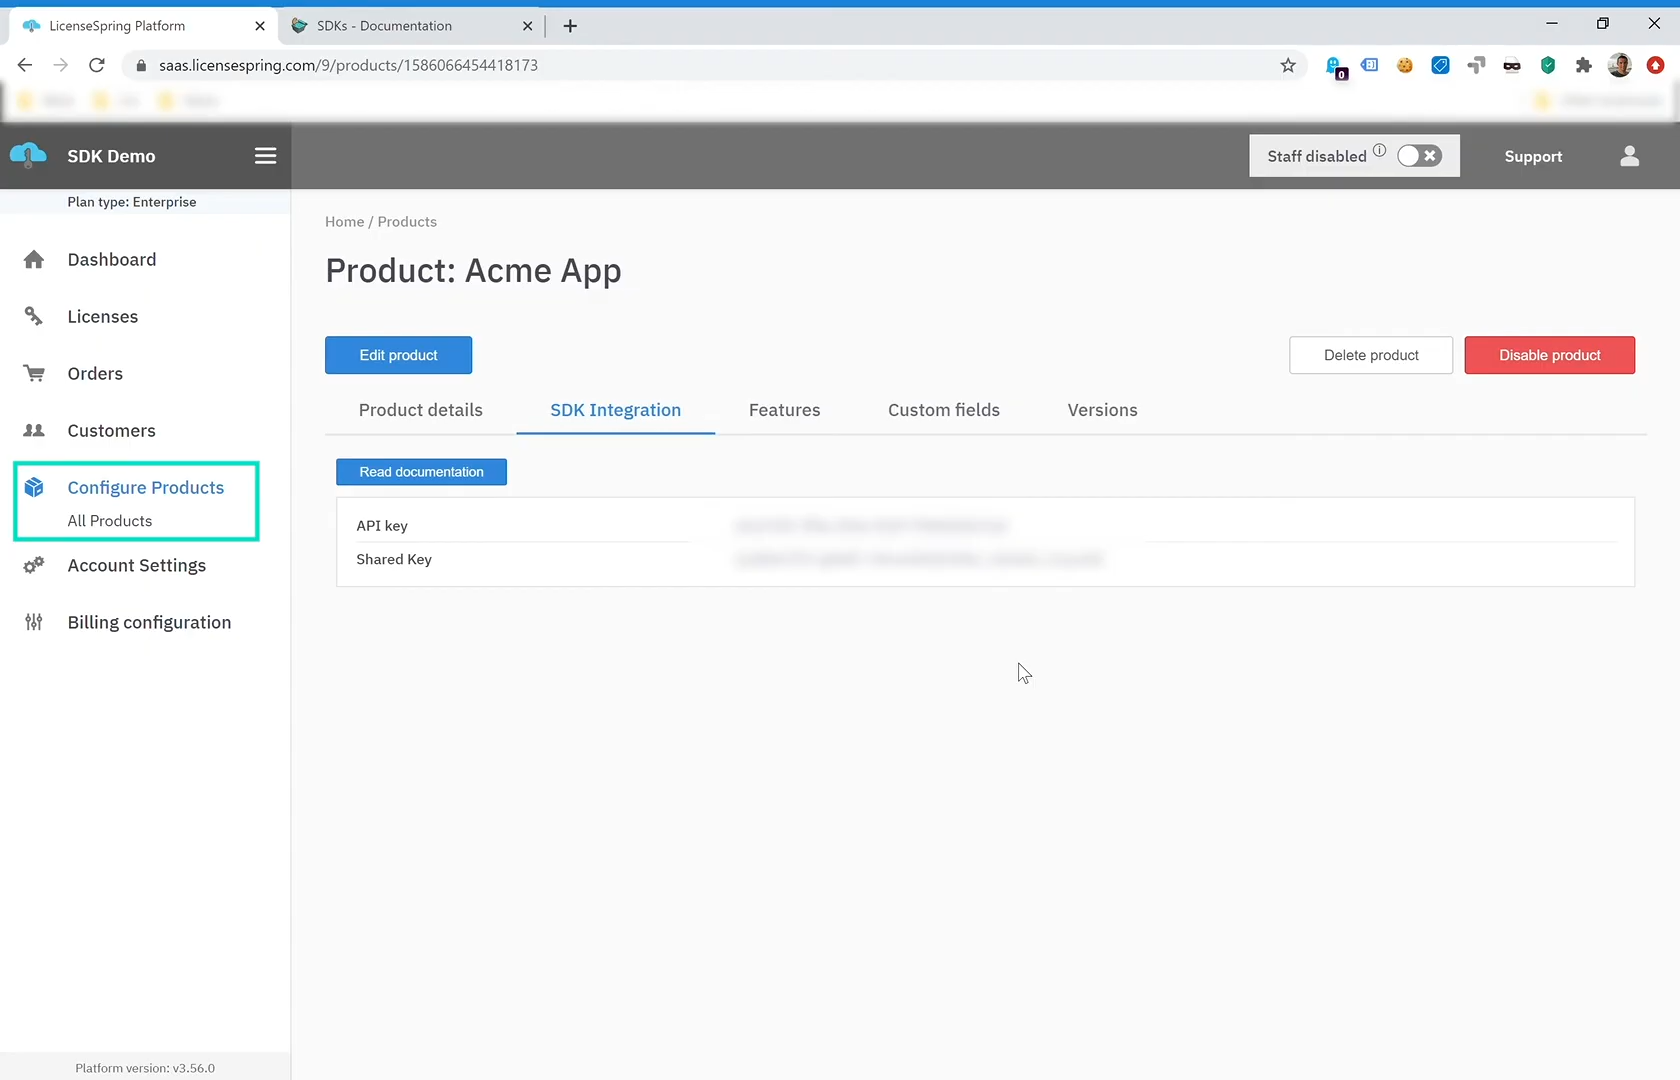 LicenseSpring Platform
SDKs - Documentation
saas.licensespring.com/9/products/1586066454418173
0
SDK Demo
Staff disabled
Support
Plan type: Enterprise
Home / Products
Dashboard
Product: Acme App
Licenses
Edit product
Delete product
Disable product
Orders
Product details
SDK Integration
Features
Custom fields
Versions
Customers
Read documentation
Configure Products
All Products
API key
Shared Key
Account Settings
Billing configuration
Platform version: v3.56.0